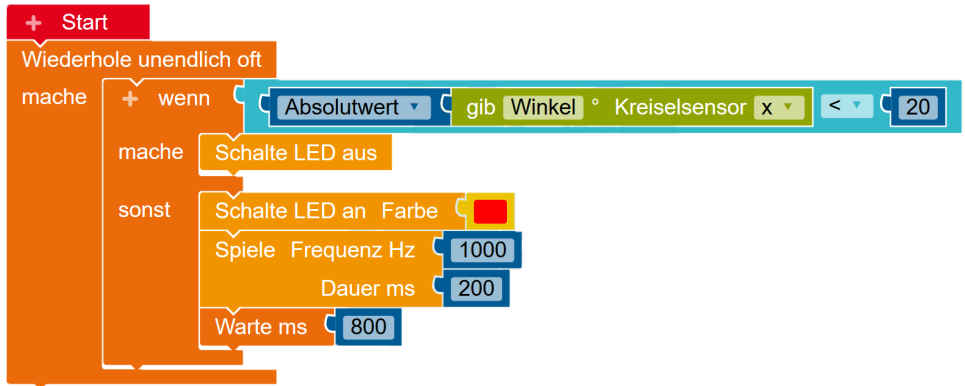 + Start
Wiederhole unendlich oft
mache + wenn Absolutwert gib Winkel ° Kreiselsensor x < 20
mache Schalte LED aus
sonst Schalte LED an Farbe
Spiele Frequenz Hz 1000
Dauer ms 200
Warte ms 800